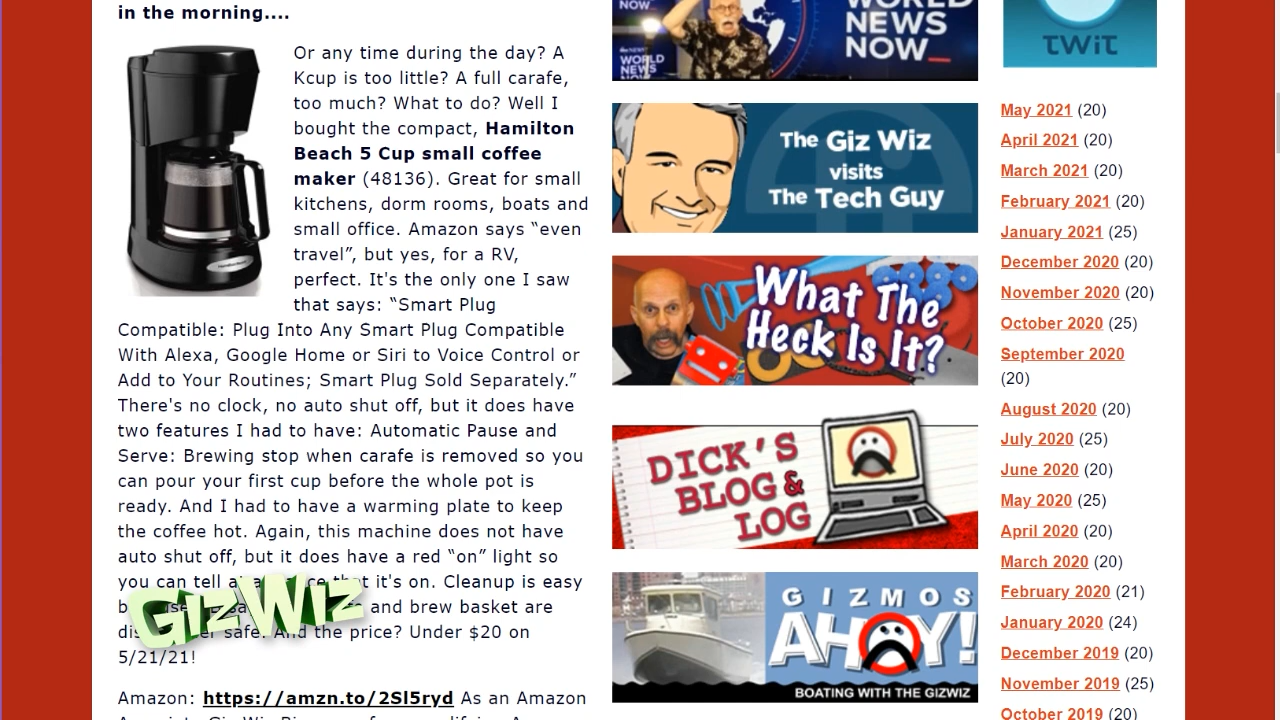 in the morning....
Or any time during the day? A
Kcup is too little? A full carafe,
too much? What to do? Well I
bought the compact, Hamilton
Beach 5 Cup small coffee
maker (48136). Great for small
kitchens, dorm rooms, boats and
small office. Amazon says “even
travel”, but yes, for a RV,
perfect. It's the only one I saw
that says: “Smart Plug
Compatible: Plug Into Any Smart Plug Compatible
With Alexa, Google Home or Siri to Voice Control or
Add to Your Routines; Smart Plug Sold Separately.”
There's no clock, no auto shut off, but it does have
two features I had to have: Automatic Pause and
Serve: Brewing stop when carafe is removed so you
can pour your first cup before the whole pot is
ready. And I had to have a warming plate to keep
the coffee hot. Again, this machine does not have
auto shut off, but it does have a red “on” light so
you can tell that it's on. Cleanup is easy
and brew basket are
safe. And the price? Under $20 on
5/21/21!
GIZWIZ
Amazon: https://amzn.to/2Sl5ryd As an Amazon
NOW
WORLD
NEWS
NOW
WORLD
NEWS
NOW_
The Giz Wiz
visits
The Tech Guy
What The
Heck Is It?
DICK'S
BLOG &
LOG
GIZMOS
AHOY!
BOATING WITH THE GIZWIZ
TWiT
May 2021 (20)
April 2021 (20)
March 2021 (20)
February 2021 (20)
January 2021 (25)
December 2020 (20)
November 2020 (20)
October 2020 (25)
September 2020
(20)
August 2020 (20)
July 2020 (25)
June 2020 (20)
May 2020 (25)
April 2020 (20)
March 2020 (20)
February 2020 (21)
January 2020 (24)
December 2019 (20)
November 2019 (25)
October 2019 (20)